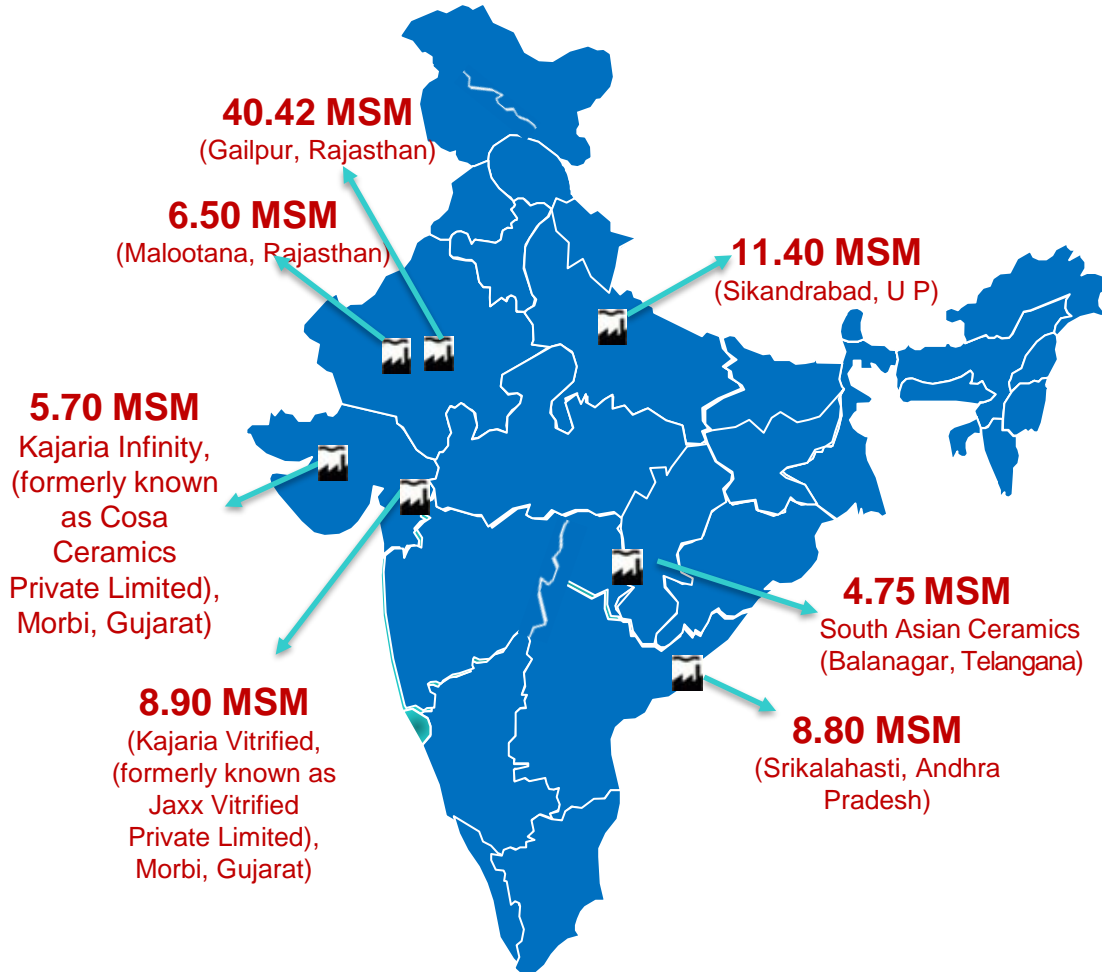 40.42 MSM
(Gailpur, Rajasthan)
6.50 MSM
(Malootana, Rajasthan)
11.40 MSM
(Sikandrabad, U P)
5.70 MSM
Kajaria Infinity,
(formerly known
as Cosa
Ceramics
Private Limited),
Morbi, Gujarat)
8.90 MSM
(Kajaria Vitrified,
(formerly known as
Jaxx Vitrified
Private Limited),
Morbi, Gujarat)
4.75 MSM
South Asian Ceramics
(Balanagar, Telangana)
8.80 MSM
(Srikalahasti, Andhra
Pradesh)